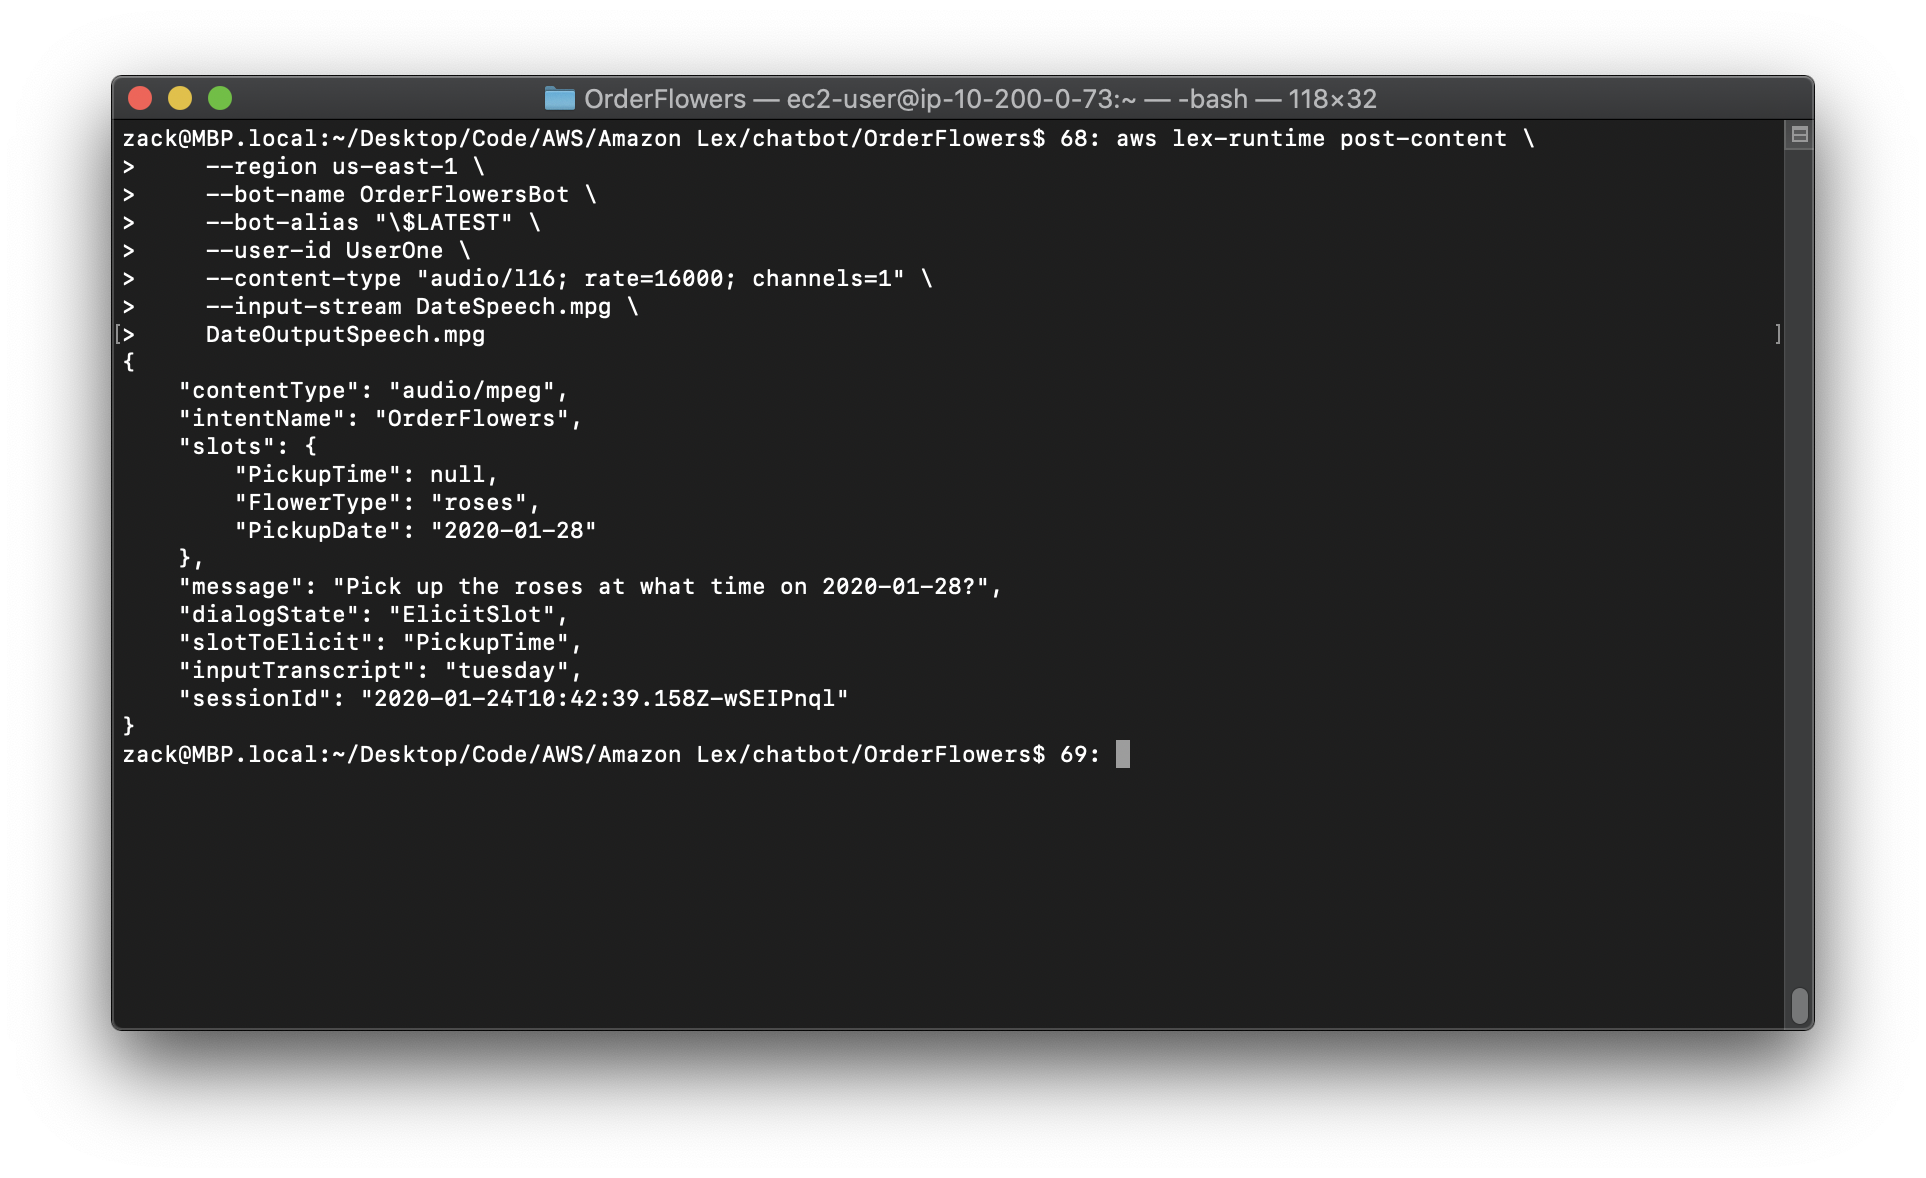 OrderFlowers — ec2-user@ip-10-200-0-73:~ — -bash — 118×32
zack@MBP.local:~/Desktop/Code/AWS/Amazon Lex/chatbot/OrderFlowers$ 68: aws lex-runtime post-content \
>     --region us-east-1 \
>     --bot-name OrderFlowersBot \
>     --bot-alias "\$LATEST" \
>     --user-id UserOne \
>     --content-type "audio/l16; rate=16000; channels=1" \
>     --input-stream DateSpeech.mpg \
[>     DateOutputSpeech.mpg ]
{
    "contentType": "audio/mpeg",
    "intentName": "OrderFlowers",
    "slots": {
        "PickupTime": null,
        "FlowerType": "roses",
        "PickupDate": "2020-01-28"
    },
    "message": "Pick up the roses at what time on 2020-01-28?",
    "dialogState": "ElicitSlot",
    "slotToElicit": "PickupTime",
    "inputTranscript": "tuesday",
    "sessionId": "2020-01-24T10:42:39.158Z-wSEIPnql"
}
zack@MBP.local:~/Desktop/Code/AWS/Amazon Lex/chatbot/OrderFlowers$ 69: